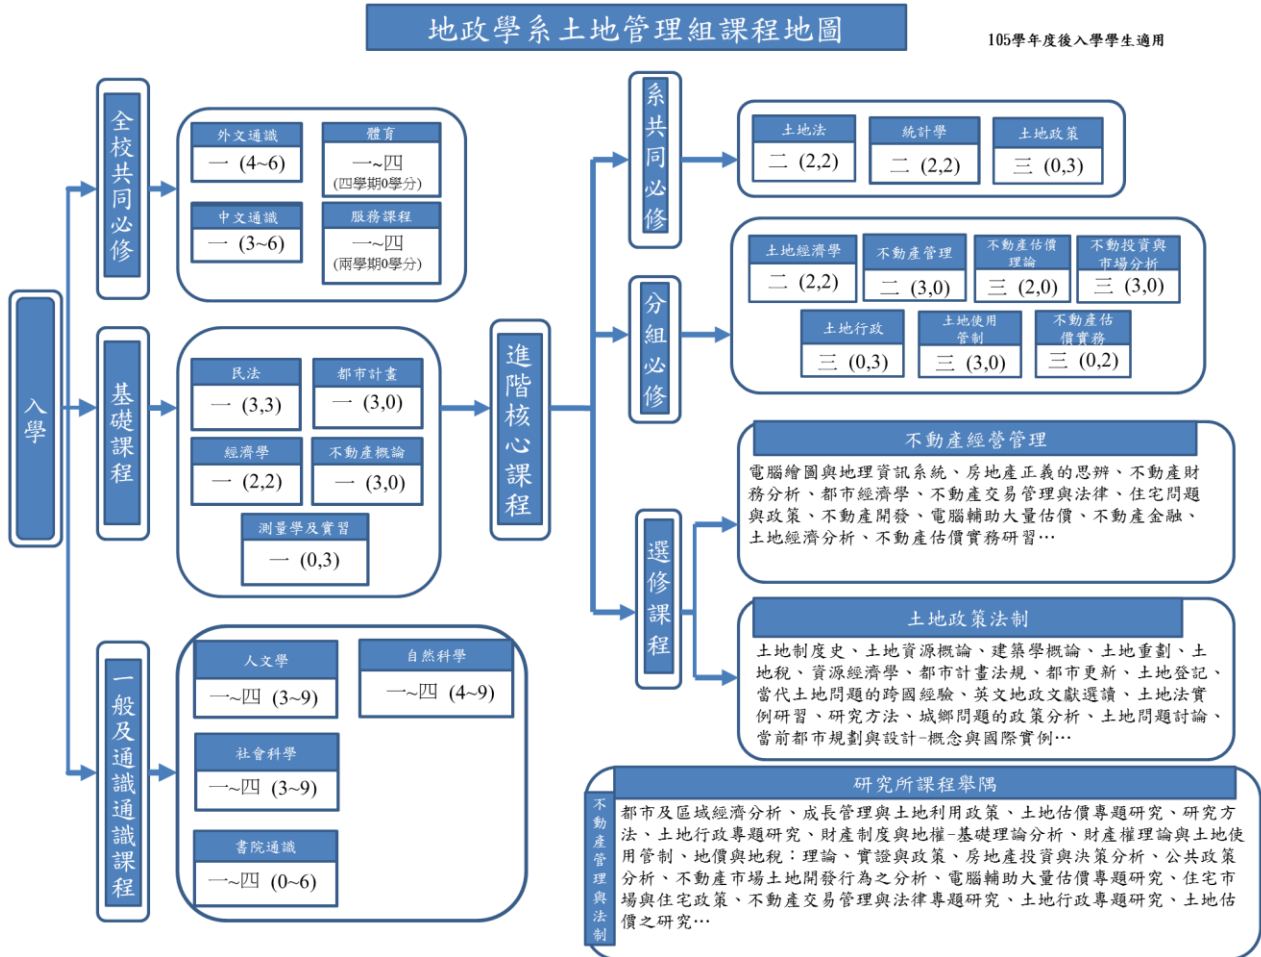 地政學系土地管理組課程地圖
105學年度後入學學生適用
入學
全校共同必修
外文通識
一 (4~6)
體育
一~四
(四學期0學分)
中文通識
一 (3~6)
服務課程
一~四
(兩學期0學分)
基礎課程
民法
一 (3,3)
都市計畫
一 (3,0)
經濟學
一 (2,2)
不動產概論
一 (3,0)
測量學及實習
一 (0,3)
一般及通識通識課程
人文學
一~四 (3~9)
自然科學
一~四 (4~9)
社會科學
一~四 (3~9)
書院通識
一~四 (0~6)
進階核心課程
系共同必修
土地法
二 (2,2)
統計學
二 (2,2)
土地政策
三 (0,3)
分組必修
土地經濟學
二 (2,2)
不動產管理
二 (3,0)
不動產估價
理論
三 (2,0)
不動投資與
市場分析
三 (3,0)
土地行政
三 (0,3)
土地使用
管制
三 (3,0)
不動產估
價實務
三 (0,2)
選修課程
不動產經營管理
電腦繪圖與地理資訊系統、房地產正義的思辨、不動產財
務分析、都市經濟學、不動產交易管理與法律、住宅問題
與政策、不動產開發、電腦輔助大量估價、不動產金融、
土地經濟分析、不動產估價實務研習…
土地政策法制
土地制度史、土地資源概論、建築學概論、土地重劃、土
地稅、資源經濟學、都市計畫法規、都市更新、土地登記、
當代土地問題的跨國經驗、英文地政文獻選讀、土地法實
例研習、研究方法、城鄉問題的政策分析、土地問題討論、
當前都市規劃與設計-概念與國際實例…
研究所課程舉隅
不動產管理與法制
都市及區域經濟分析、成長管理與土地利用政策、土地估價專題研究、研究方
法、土地行政專題研究、財產制度與地權-基礎理論分析、財產權理論與土地使
用管制、地價與地稅：理論、實證與政策、房地產投資與決策分析、公共政策
分析、不動產市場土地開發行為之分析、電腦輔助大量估價專題研究、住宅市
場與住宅政策、不動產交易管理與法律專題研究、土地行政專題研究、土地估
價之研究…